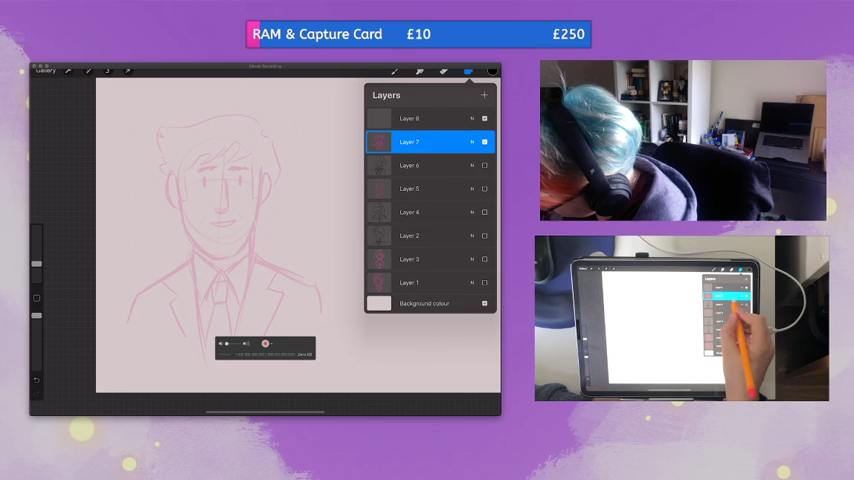 RAM & Capture Card £10 £250
Gallery
Layers
Layer 8 N
Layer 7 N
Layer 6 N
Layer 5 N
Layer 4 N
Layer 2 N
Layer 3 N
Layer 1 N
Background colour
Layers